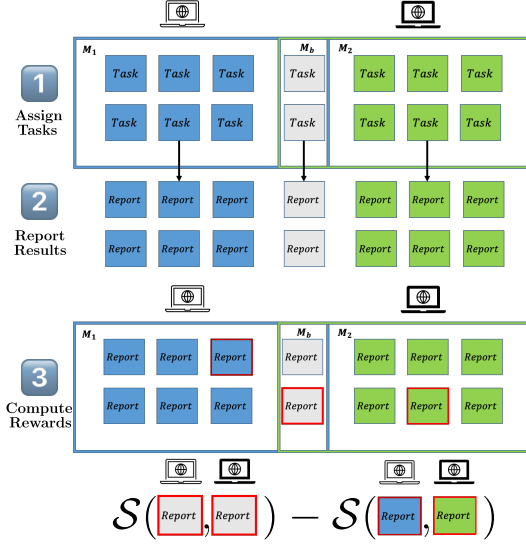 M₁ M_b M₂
Task Task Task Task Task Task Task
1
Assign
Tasks
Task Task Task Task Task Task Task
2
Report
Results
Report Report Report Report Report Report Report
Report Report Report Report Report Report Report
M₁ M_b M₂
3
Compute
Rewards
Report Report Report Report Report Report Report
Report Report Report Report Report Report Report
S(Report,Report) − S(Report,Report)